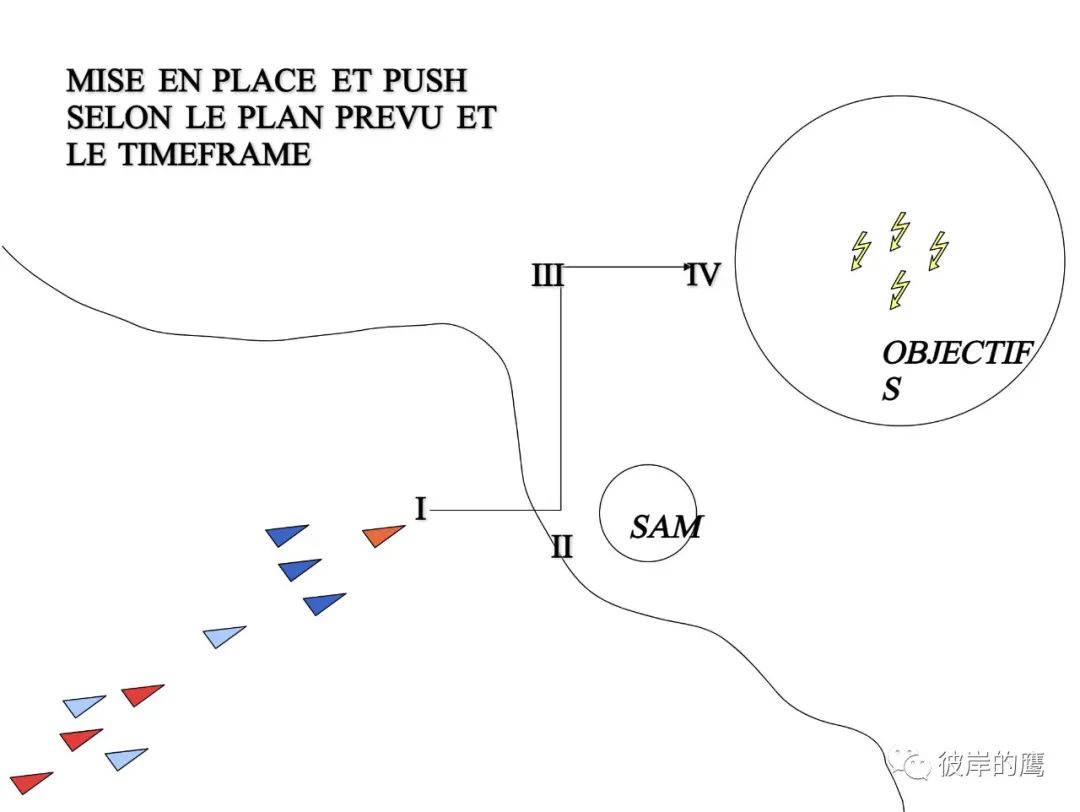 MISE EN PLACE ET PUSH
SELON LE PLAN PREVU ET
LE TIMEFRAME
III
IV
OBJECTIF
S
I
SAM
II
彼岸的鹰